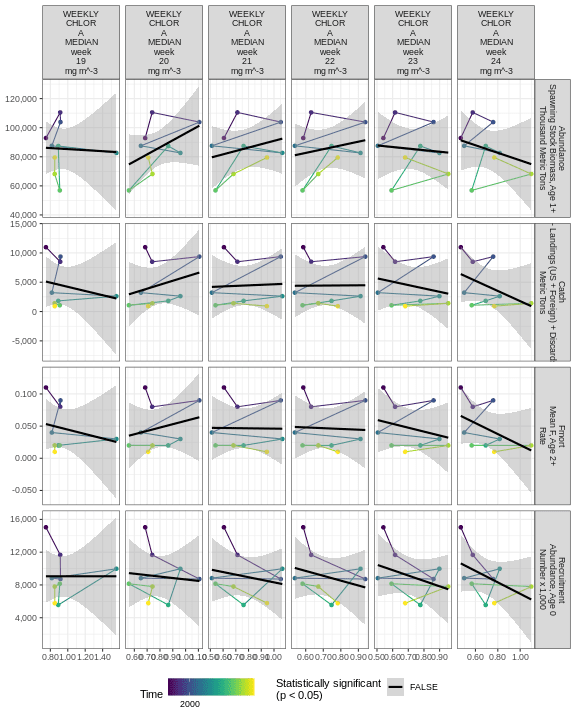 WEEKLY CHLOR A MEDIAN week 19 mg m^-3
WEEKLY CHLOR A MEDIAN week 20 mg m^-3
WEEKLY CHLOR A MEDIAN week 21 mg m^-3
WEEKLY CHLOR A MEDIAN week 22 mg m^-3
WEEKLY CHLOR A MEDIAN week 23 mg m^-3
WEEKLY CHLOR A MEDIAN week 24 mg m^-3
120,000
100,000
80,000
60,000
40,000
Abundance
Spawning Stock Biomass, Age 1+
Thousand Metric Tons
15,000
10,000
5,000
0
-5,000
Catch
- Landings (US + Foreign) + Discard
Metric Tons
0.100
0.050
0.000
-0.050
Fmort
Mean F, Age 2+
Rate
16,000
12,000
8,000
4,000
Recruitment
Abundance, Age 0
Number x 1,000
0.80 1.00 1.20 1.40
0.60 0.70 0.80 0.90 1.00 1.10
0.50 0.60 0.70 0.80 0.90 1.00
0.60 0.70 0.80 0.90
0.50 0.60 0.70 0.80 0.90
0.60 0.80 1.00
Time
2000
Statistically significant
(p < 0.05)
FALSE